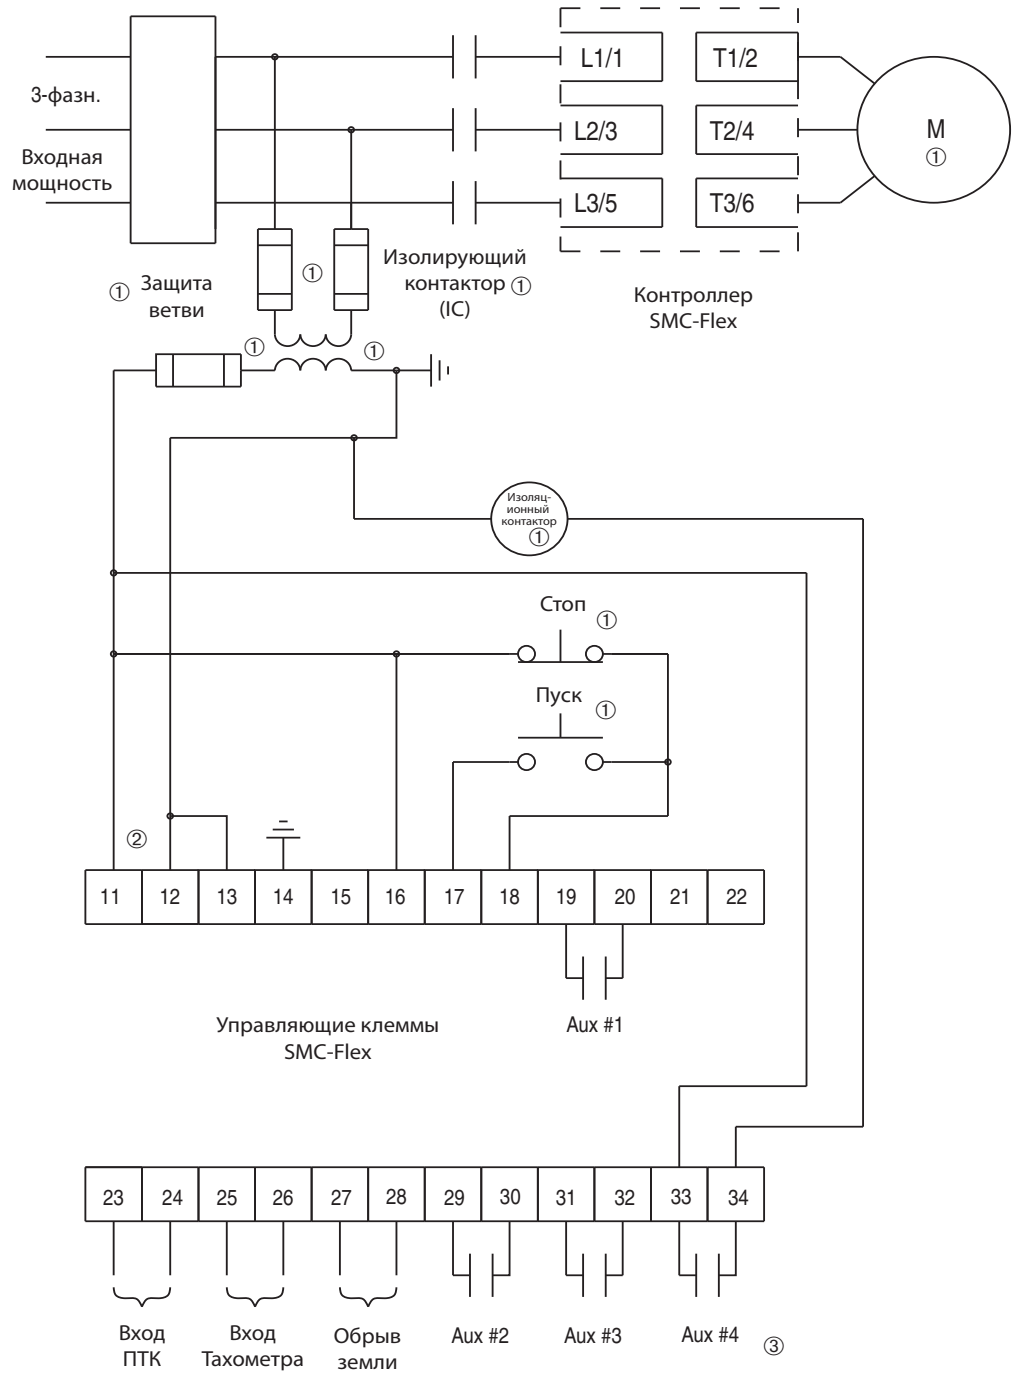 L1/1
T1/2
3-фазн.
L2/3
T2/4
M
①
Входная
мощность
L3/5
T3/6
① Защита
ветви
①
Изолирующий
контактор ①
(IC)
Контроллер
SMC-Flex
①
①
Изоляц-
ионный
контактор
①
Стоп ①
Пуск ①
②
11 12 13 14 15 16 17 18 19 20 21 22
Aux #1
Управляющие клеммы
SMC-Flex
23 24 25 26 27 28 29 30 31 32 33 34
Вход
ПТК
Вход
Тахометра
Обрыв
земли
Aux #2
Aux #3
Aux #4 ③